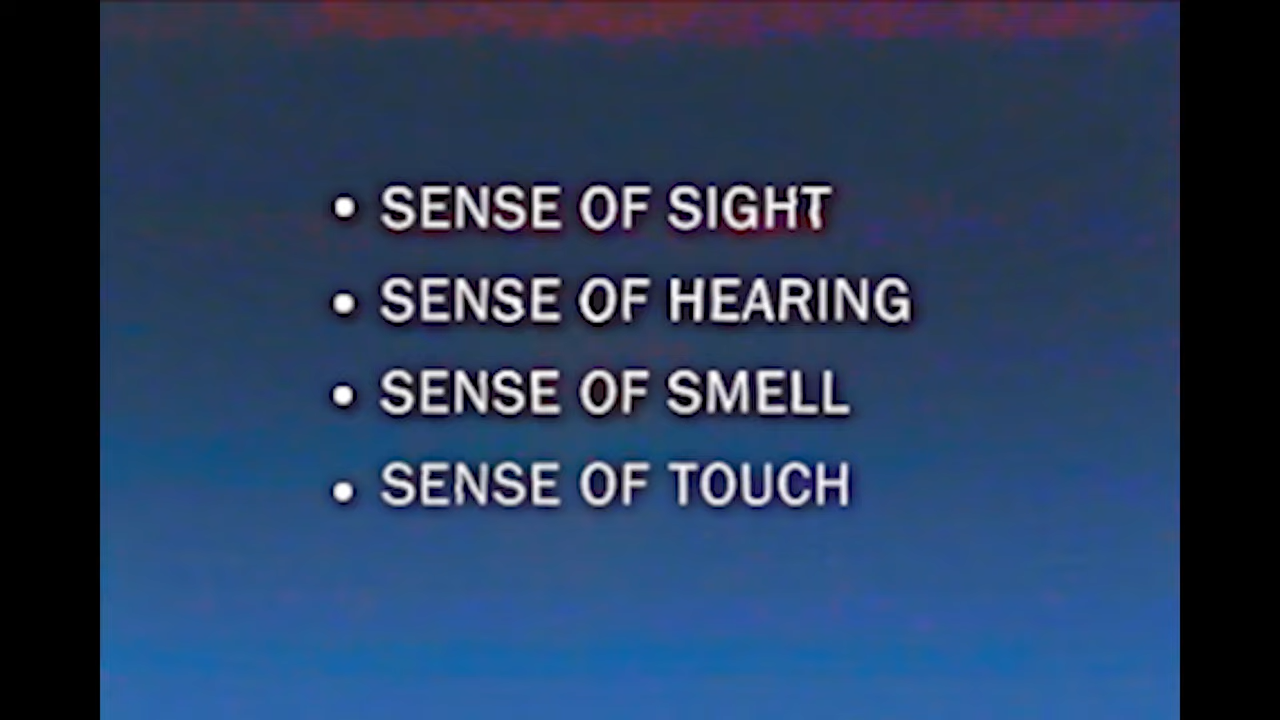 • SENSE OF SIGHT
• SENSE OF HEARING
• SENSE OF SMELL
• SENSE OF TOUCH